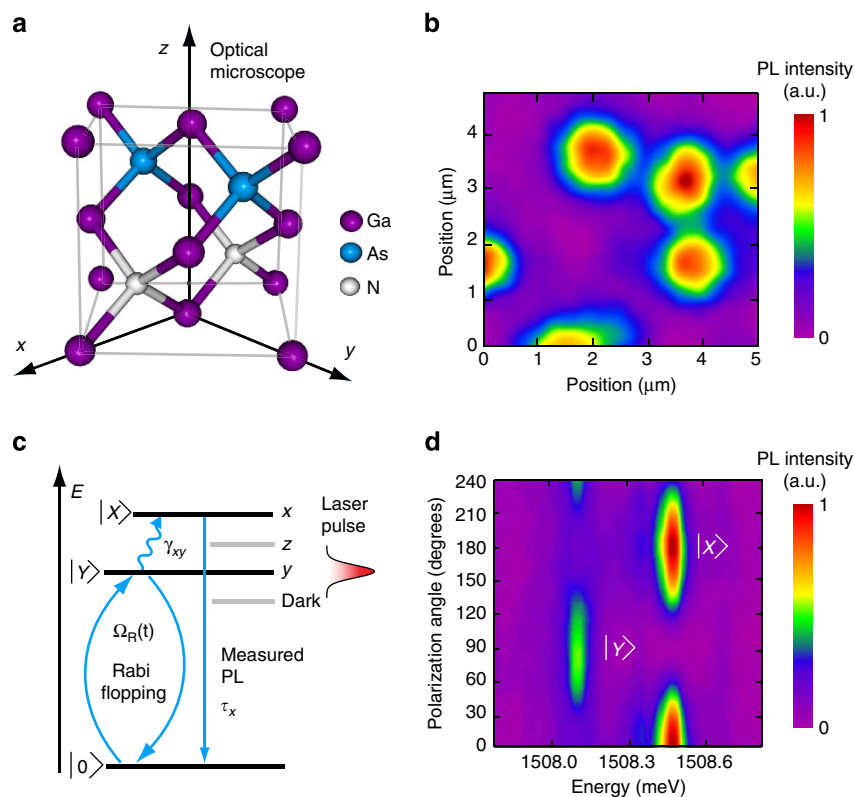 a
z
Optical
microscope
Ga
As
N
x
y
b
PL intensity
(a.u.)
1
0
Position (μm)
4
3
2
1
0
0 1 2 3 4 5
Position (μm)
c
E
|X⟩
x
γxy
z
|Y⟩
y
Dark
Laser
pulse
ΩR(t)
Rabi
flopping
Measured
PL
τx
|0⟩
d
PL intensity
(a.u.)
1
0
Polarization angle (degrees)
240
210
180
150
120
90
60
30
0
|X⟩
|Y⟩
1508.0 1508.3 1508.6
Energy (meV)